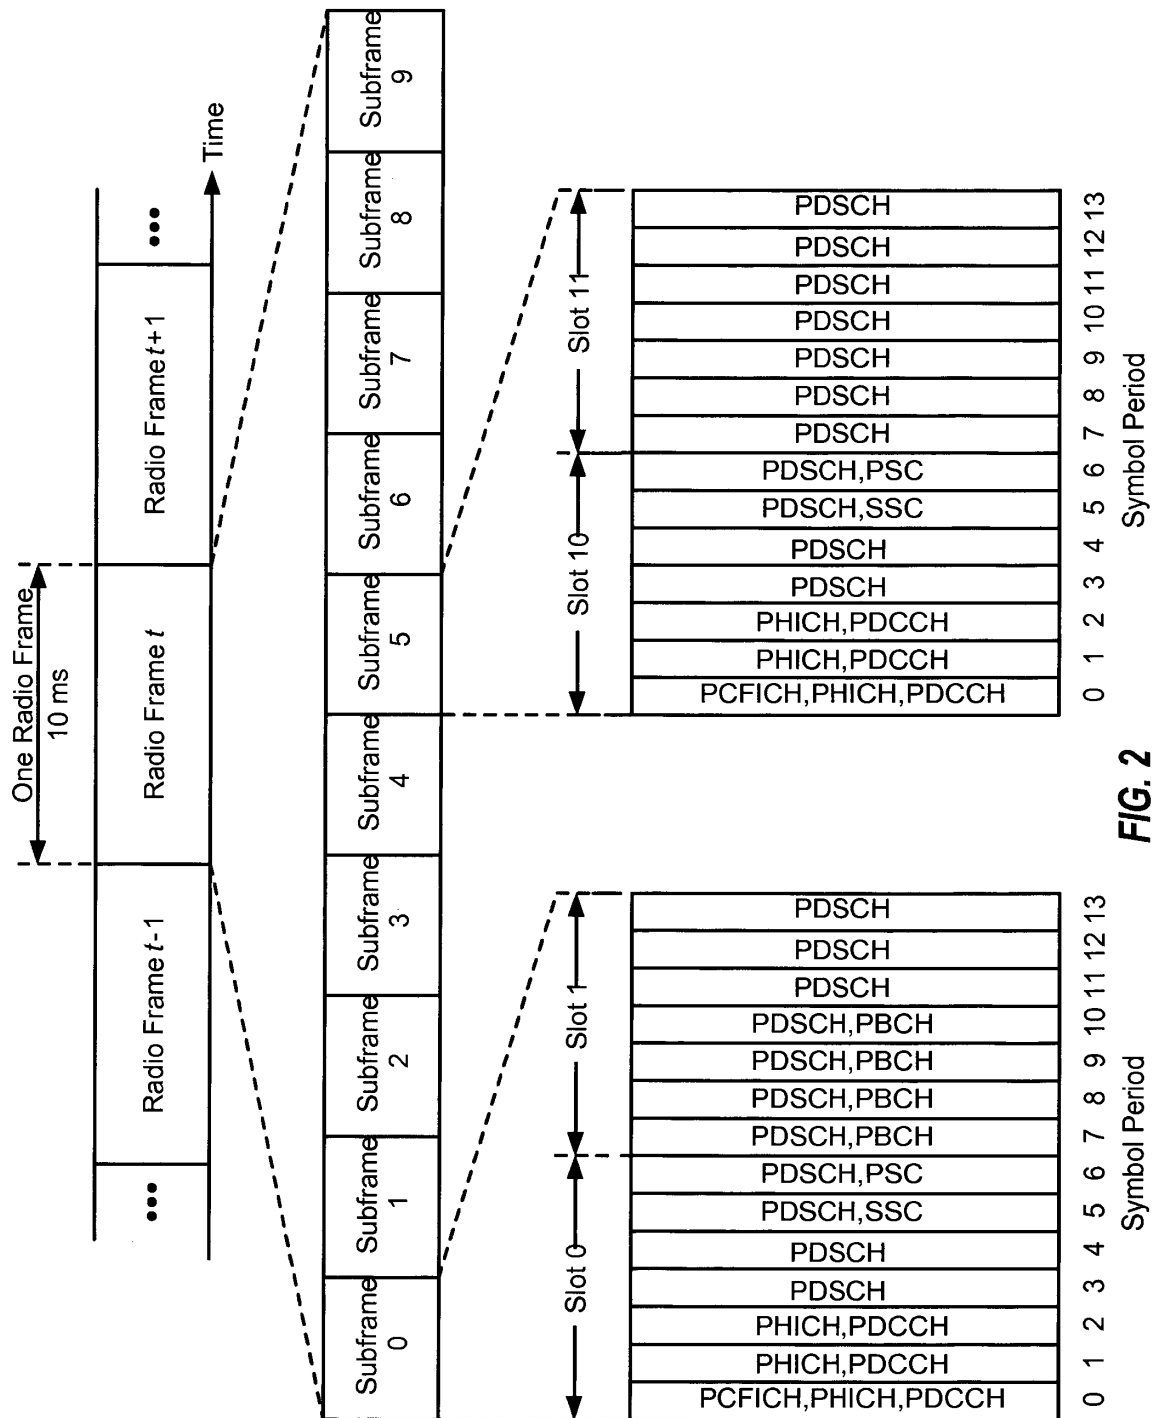 One Radio Frame
10 ms
Radio Frame t-1
Radio Frame t
Radio Frame t+1
Time
Subframe
0
Subframe
1
Subframe
2
Subframe
3
Subframe
4
Subframe
5
Subframe
6
Subframe
7
Subframe
8
Subframe
9
Slot 0
Slot 1
PCFICH,PHICH,PDCCH
PHICH,PDCCH
PHICH,PDCCH
PDSCH
PDSCH
PDSCH,SSC
PDSCH,PSC
PDSCH,PBCH
PDSCH,PBCH
PDSCH,PBCH
PDSCH,PBCH
PDSCH
PDSCH
PDSCH
0 1 2 3 4 5 6 7 8 9 10 11 12 13
Symbol Period
Slot 10
Slot 11
PCFICH,PHICH,PDCCH
PHICH,PDCCH
PHICH,PDCCH
PDSCH
PDSCH
PDSCH,SSC
PDSCH,PSC
PDSCH
PDSCH
PDSCH
PDSCH
PDSCH
PDSCH
PDSCH
0 1 2 3 4 5 6 7 8 9 10 11 12 13
Symbol Period
FIG. 2